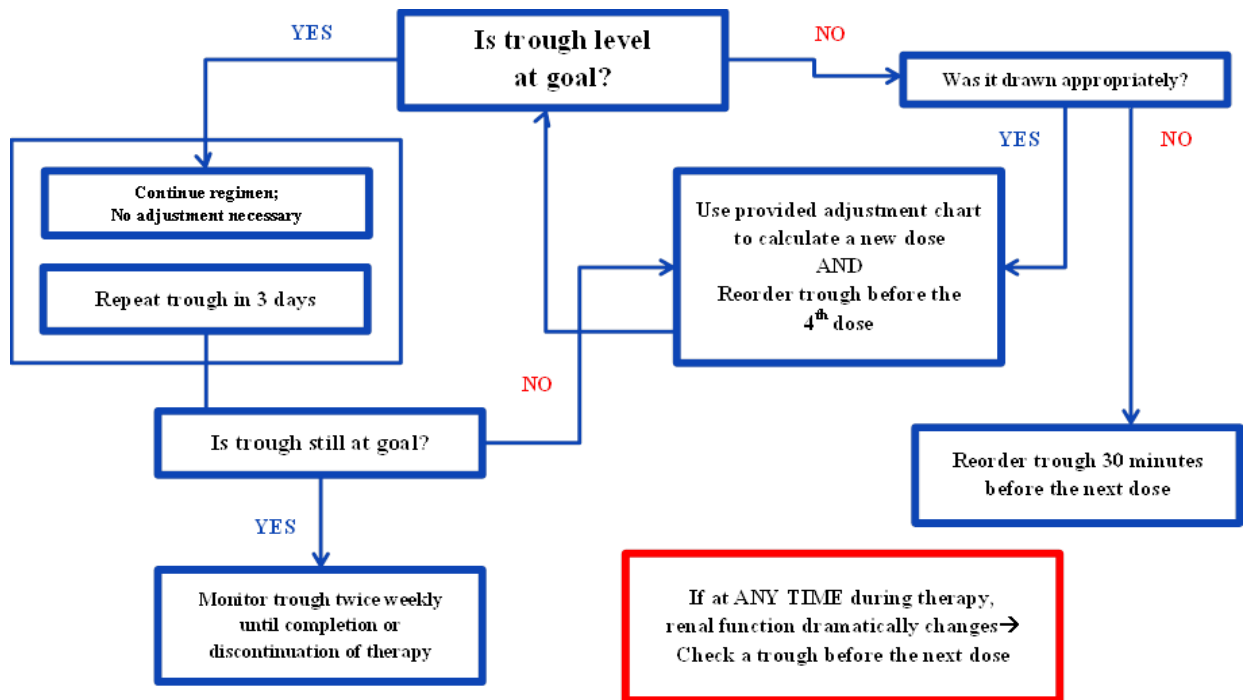 YES
Is trough level
at goal?
NO
Was it drawn appropriately?
YES
NO
Continue regimen;
No adjustment necessary
Repeat trough in 3 days
Use provided adjustment chart
to calculate a new dose
AND
Reorder trough before the
4th dose
NO
Is trough still at goal?
Reorder trough 30 minutes
before the next dose
YES
Monitor trough twice weekly
until completion or
discontinuation of therapy
If at ANY TIME during therapy,
renal function dramatically changes→
Check a trough before the next dose